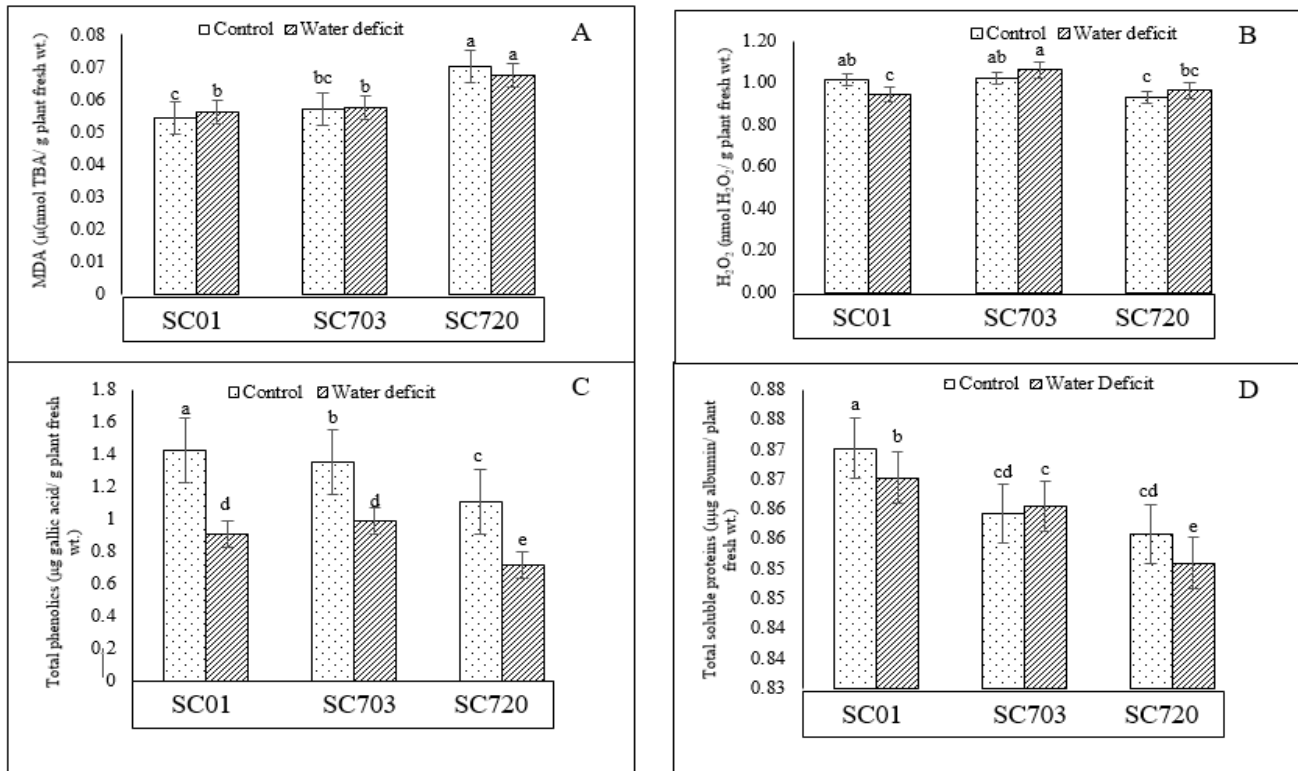 Control Water deficit
A
MDA (µ(nmol TBA/ g plant fresh wt.)
0.08
0.07
0.06
0.05
0.04
0.03
0.02
0.01
0
c b bc b a a
SC01 SC703 SC720
Control Water deficit
B
H₂O₂ (nmol H₂O₂/ g plant fresh wt.)
1.20
1.00
0.80
0.60
0.40
0.20
0.00
ab c ab a c bc
SC01 SC703 SC720
Control Water deficit
C
Total phenolics (µg gallic acid/ g plant fresh
wt.)
1.8
1.6
1.4
1.2
1
0.8
0.6
0.4
0.2
0
a d b d c e
SC01 SC703 SC720
Control Water Deficit
D
Total soluble proteins (µµg albumin/ plant
fresh wt.)
0.88
0.88
0.87
0.87
0.86
0.86
0.85
0.85
0.84
0.84
0.83
a b cd c cd e
SC01 SC703 SC720